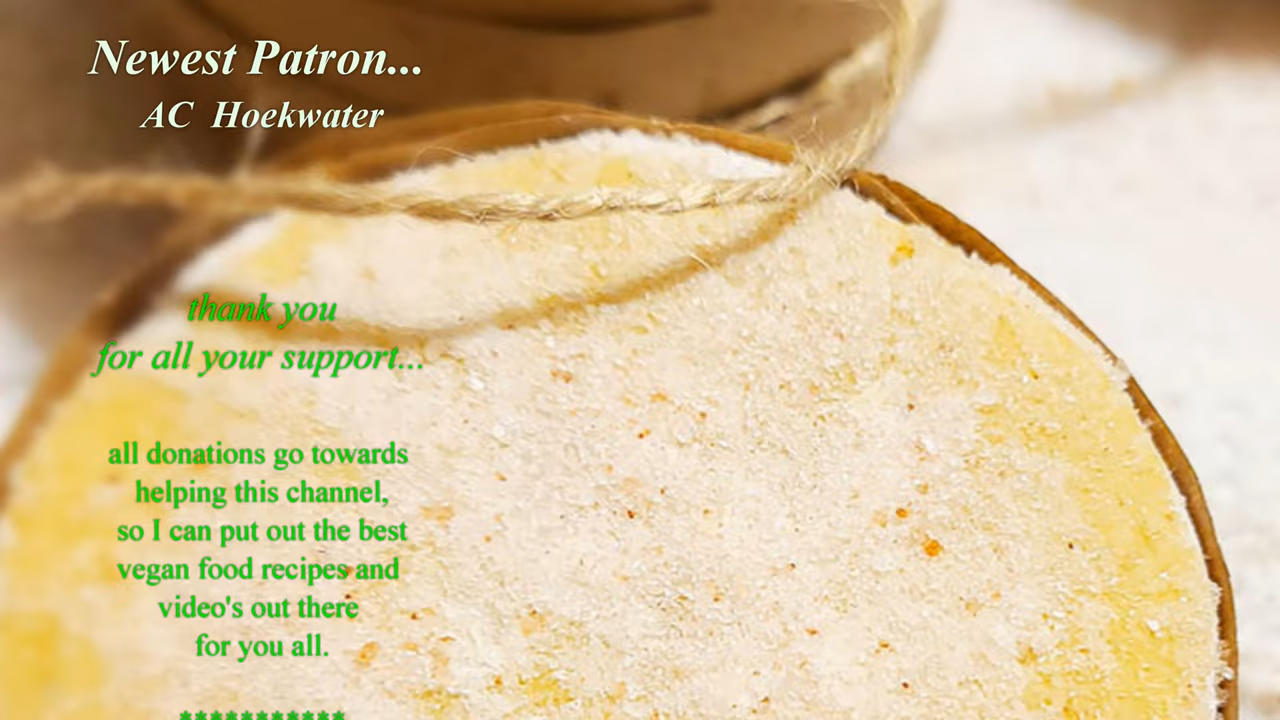 Newest Patron...
AC Hoekwater
thank you
for all your support...
all donations go towards
helping this channel,
so I can put out the best
vegan food recipes and
video's out there
for you all.
***********